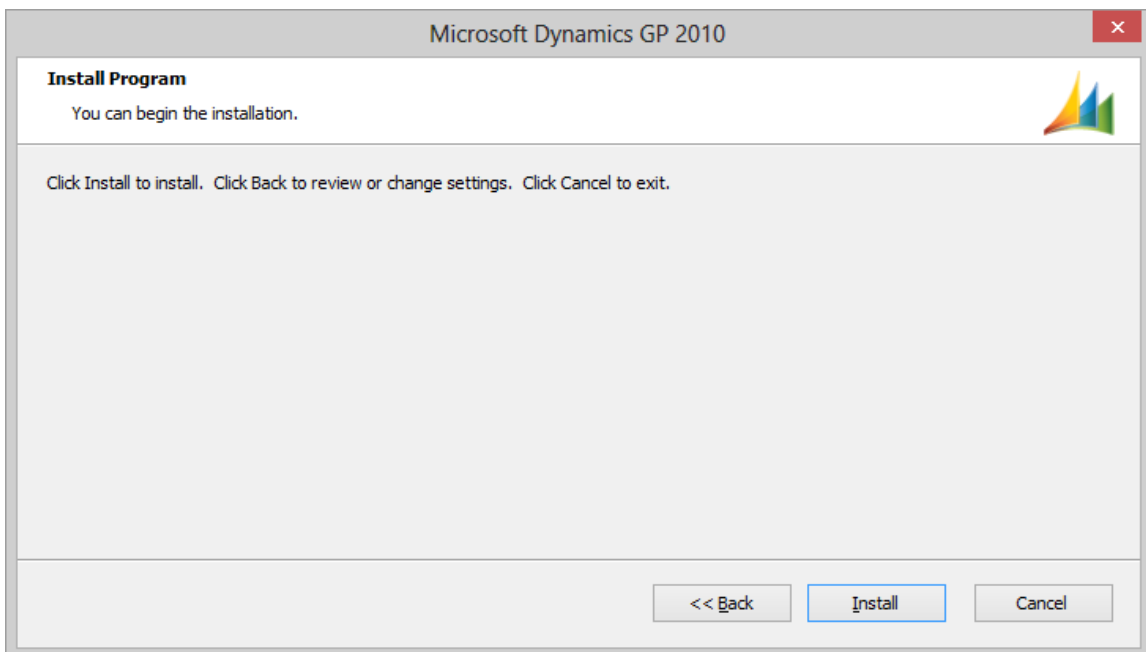 Microsoft Dynamics GP 2010
Install Program
You can begin the installation.
Click Install to install. Click Back to review or change settings. Click Cancel to exit.
<< Back
Install
Cancel